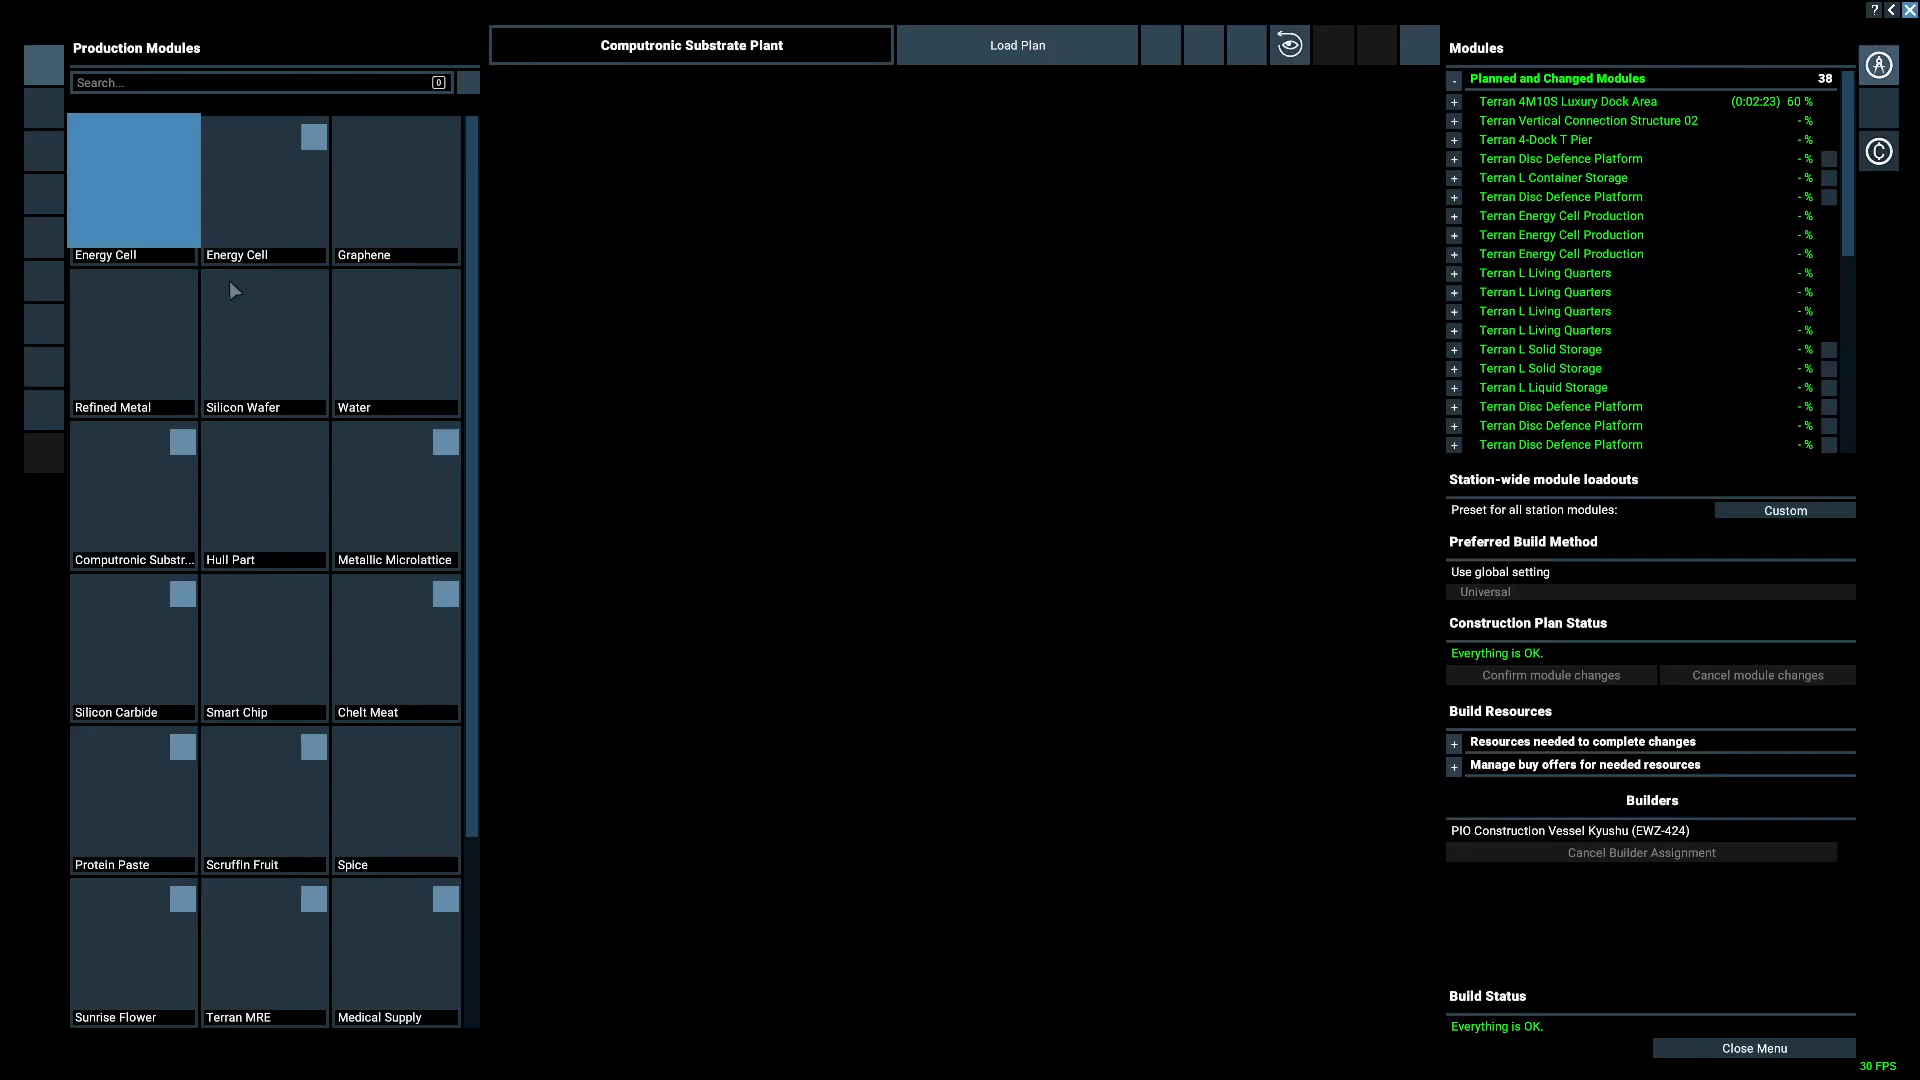 Production Modules
Search...
0
Energy Cell
Energy Cell
Graphene
Refined Metal
Silicon Wafer
Water
Computronic Substr...
Hull Part
Metallic Microlattice
Silicon Carbide
Smart Chip
Chelt Meat
Protein Paste
Scruffin Fruit
Spice
Sunrise Flower
Terran MRE
Medical Supply
Computronic Substrate Plant
Load Plan
? <
Modules
- Planned and Changed Modules 38
+ Terran 4M10S Luxury Dock Area (0:02:23) 60 %
+ Terran Vertical Connection Structure 02 - %
+ Terran 4-Dock T Pier - %
+ Terran Disc Defence Platform - %
+ Terran L Container Storage - %
+ Terran Disc Defence Platform - %
+ Terran Energy Cell Production - %
+ Terran Energy Cell Production - %
+ Terran Energy Cell Production - %
+ Terran L Living Quarters - %
+ Terran L Living Quarters - %
+ Terran L Living Quarters - %
+ Terran L Living Quarters - %
+ Terran L Solid Storage - %
+ Terran L Solid Storage - %
+ Terran L Liquid Storage - %
+ Terran Disc Defence Platform - %
+ Terran Disc Defence Platform - %
+ Terran Disc Defence Platform - %
Station-wide module loadouts
Preset for all station modules: Custom
Preferred Build Method
Use global setting
Universal
Construction Plan Status
Everything is OK.
Confirm module changes
Cancel module changes
Build Resources
+ Resources needed to complete changes
+ Manage buy offers for needed resources
Builders
PIO Construction Vessel Kyushu (EWZ-424)
Cancel Builder Assignment
Build Status
Everything is OK.
Close Menu
30 FPS